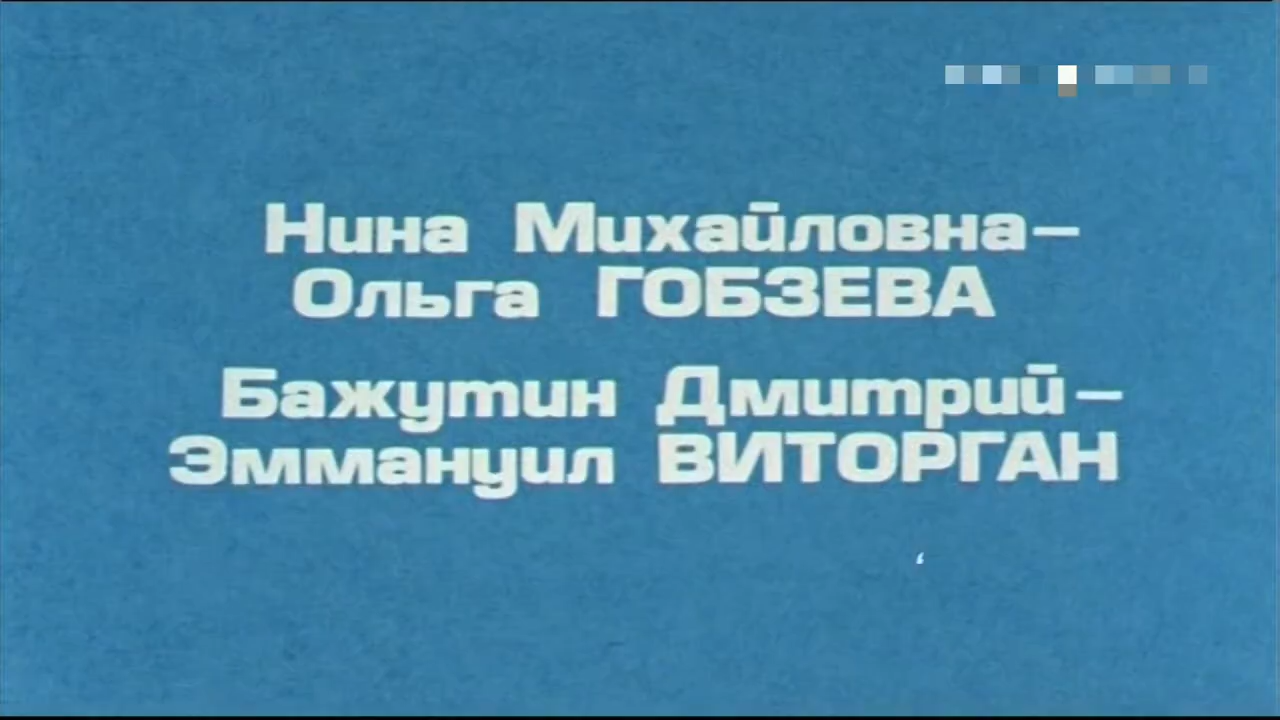 Нина Михайловна–
Ольга ГОБЗЕВА
Бажутин Дмитрий–
Эммануил ВИТОРГАН